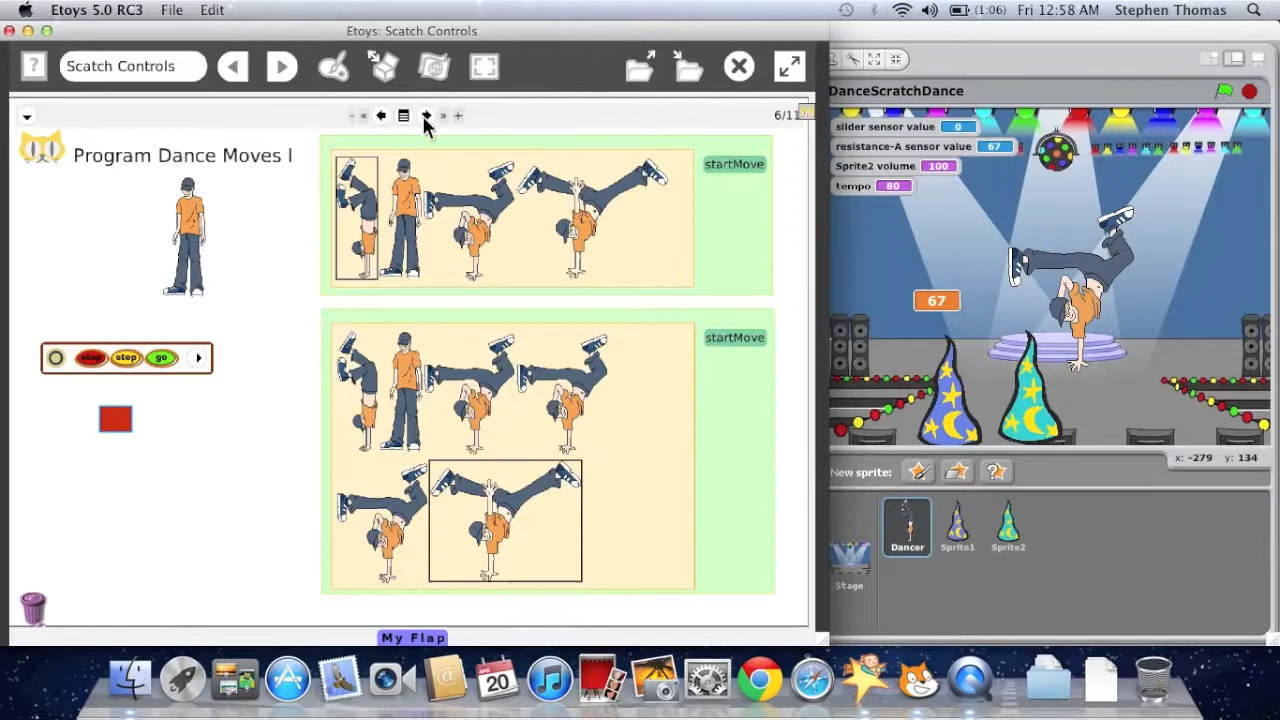 Etoys 5.0 RC3 File Edit (1:06) Fri 12:58 AM Stephen Thomas
Etoys: Scatch Controls
? Scatch Controls
DanceScratchDance
- « » + 6/11
slider sensor value 0
resistance-A sensor value 67
Sprite2 volume 100
tempo 80
Program Dance Moves I
startMove
67
startMove
stop step go
x: -279 y: 134
New sprite:
Dancer Sprite1 Sprite2
Stage
My Flap
APR 20